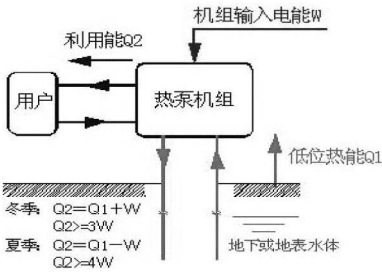 机组输入电能W
利用能Q2
用户
热泵机组
低位热能Q1
冬季: Q2=Q1+W
Q2>=3W
夏季: Q2=Q1-W
Q2>=4W
地下或地表水体